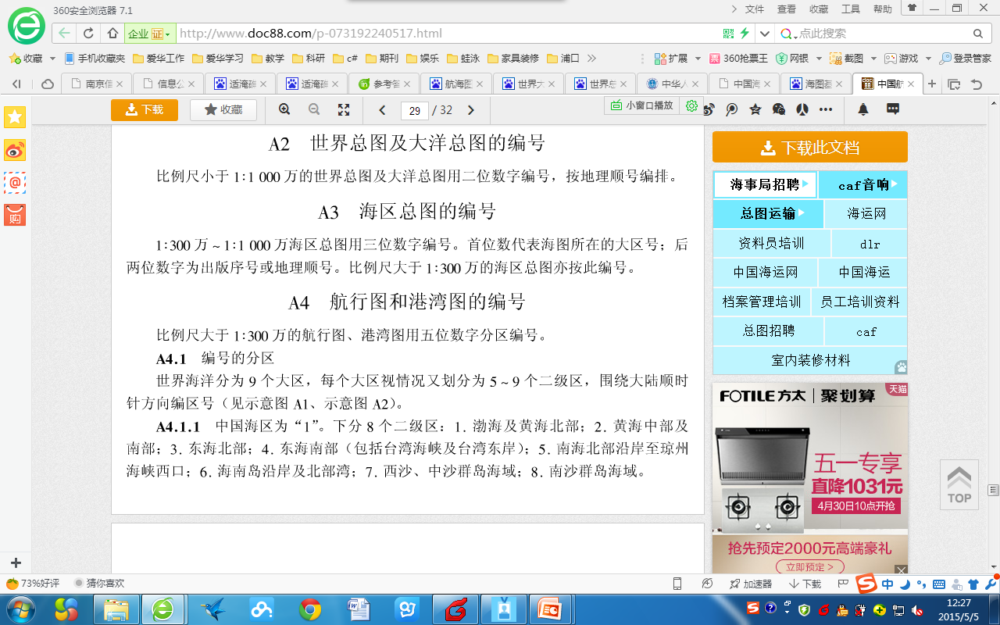 360安全浏览器 7.1
文件 查看 收藏 工具 帮助
企业 证 http://www.doc88.com/p-073192240517.html 点此搜索
收藏 手机收藏夹 爱华工作 爱华学习 教学 科研 c# 期刊 娱乐 蛙泳 家具装修 浦口 扩展 360抢票王 网银 截图 游戏 登录管家
南京信 信息公 适淹礁 适淹礁 参考答 航海图 世界大 世界总 中华人 中国海 海图基 中国航
下载 收藏 29 / 32 小窗口播放
A2 世界总图及大洋总图的编号
比例尺小于 1:1 000 万的世界总图及大洋总图用二位数字编号，按地理顺号编排。
A3 海区总图的编号
1:300 万～1:1 000 万海区总图用三位数字编号。首位数代表海图所在的大区号；后
两位数字为出版序号或地理顺号。比例尺大于 1:300 万的海区总图亦按此编号。
A4 航行图和港湾图的编号
比例尺大于 1:300 万的航行图、港湾图用五位数字分区编号。
A4.1 编号的分区
世界海洋分为 9 个大区，每个大区视情况又划分为 5～9 个二级区，围绕大陆顺时
针方向编区号（见示意图 A1、示意图 A2）。
A4.1.1 中国海区为“1”。下分 8 个二级区：1. 渤海及黄海北部；2. 黄海中部及
南部；3. 东海北部；4. 东海南部（包括台湾海峡及台湾东岸）；5. 南海北部沿岸至琼州
海峡西口；6. 海南岛沿岸及北部湾；7. 西沙、中沙群岛海域；8. 南沙群岛海域。
下载此文档
海事局招聘 caf音响
总图运输 海运网
资料员培训 dlr
中国海运网 中国海运
档案管理培训 员工培训资料
总图招聘 caf
室内装修材料
FOTILE 方太 聚划算 天猫
五一专享
直降1031元
4月30日10点开抢
抢先预定2000元高端豪礼
立即预定 >
TOP
@
购
73%好评 猜你喜欢 加速器 下载 中
12:27
2015/5/5